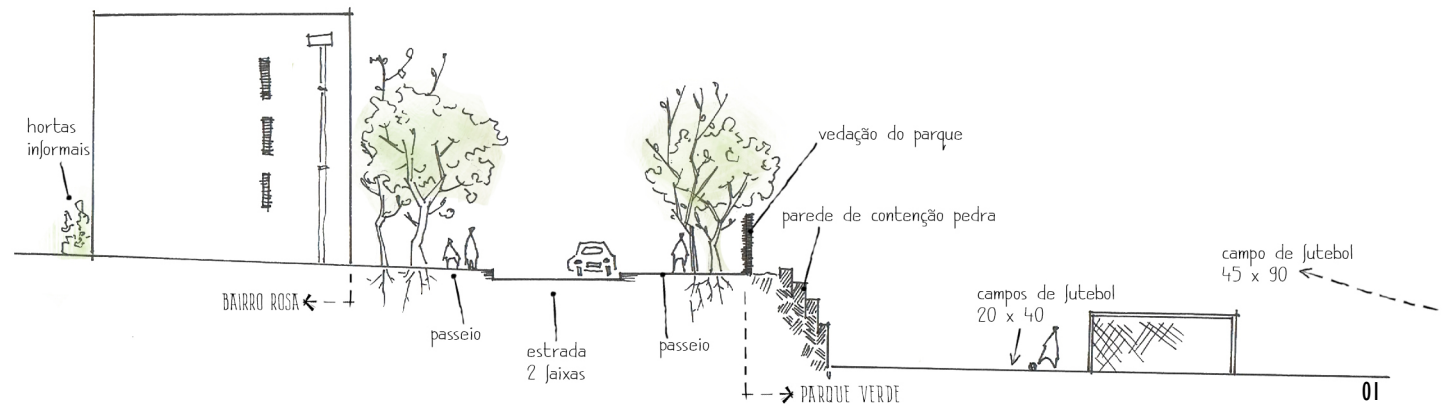 hortas
informais
BAIRRO ROSA
passeio
estrada
2 faixas
passeio
vedação do parque
parede de contenção pedra
PARQUE VERDE
campos de futebol
20 x 40
campo de futebol
45 x 90
01